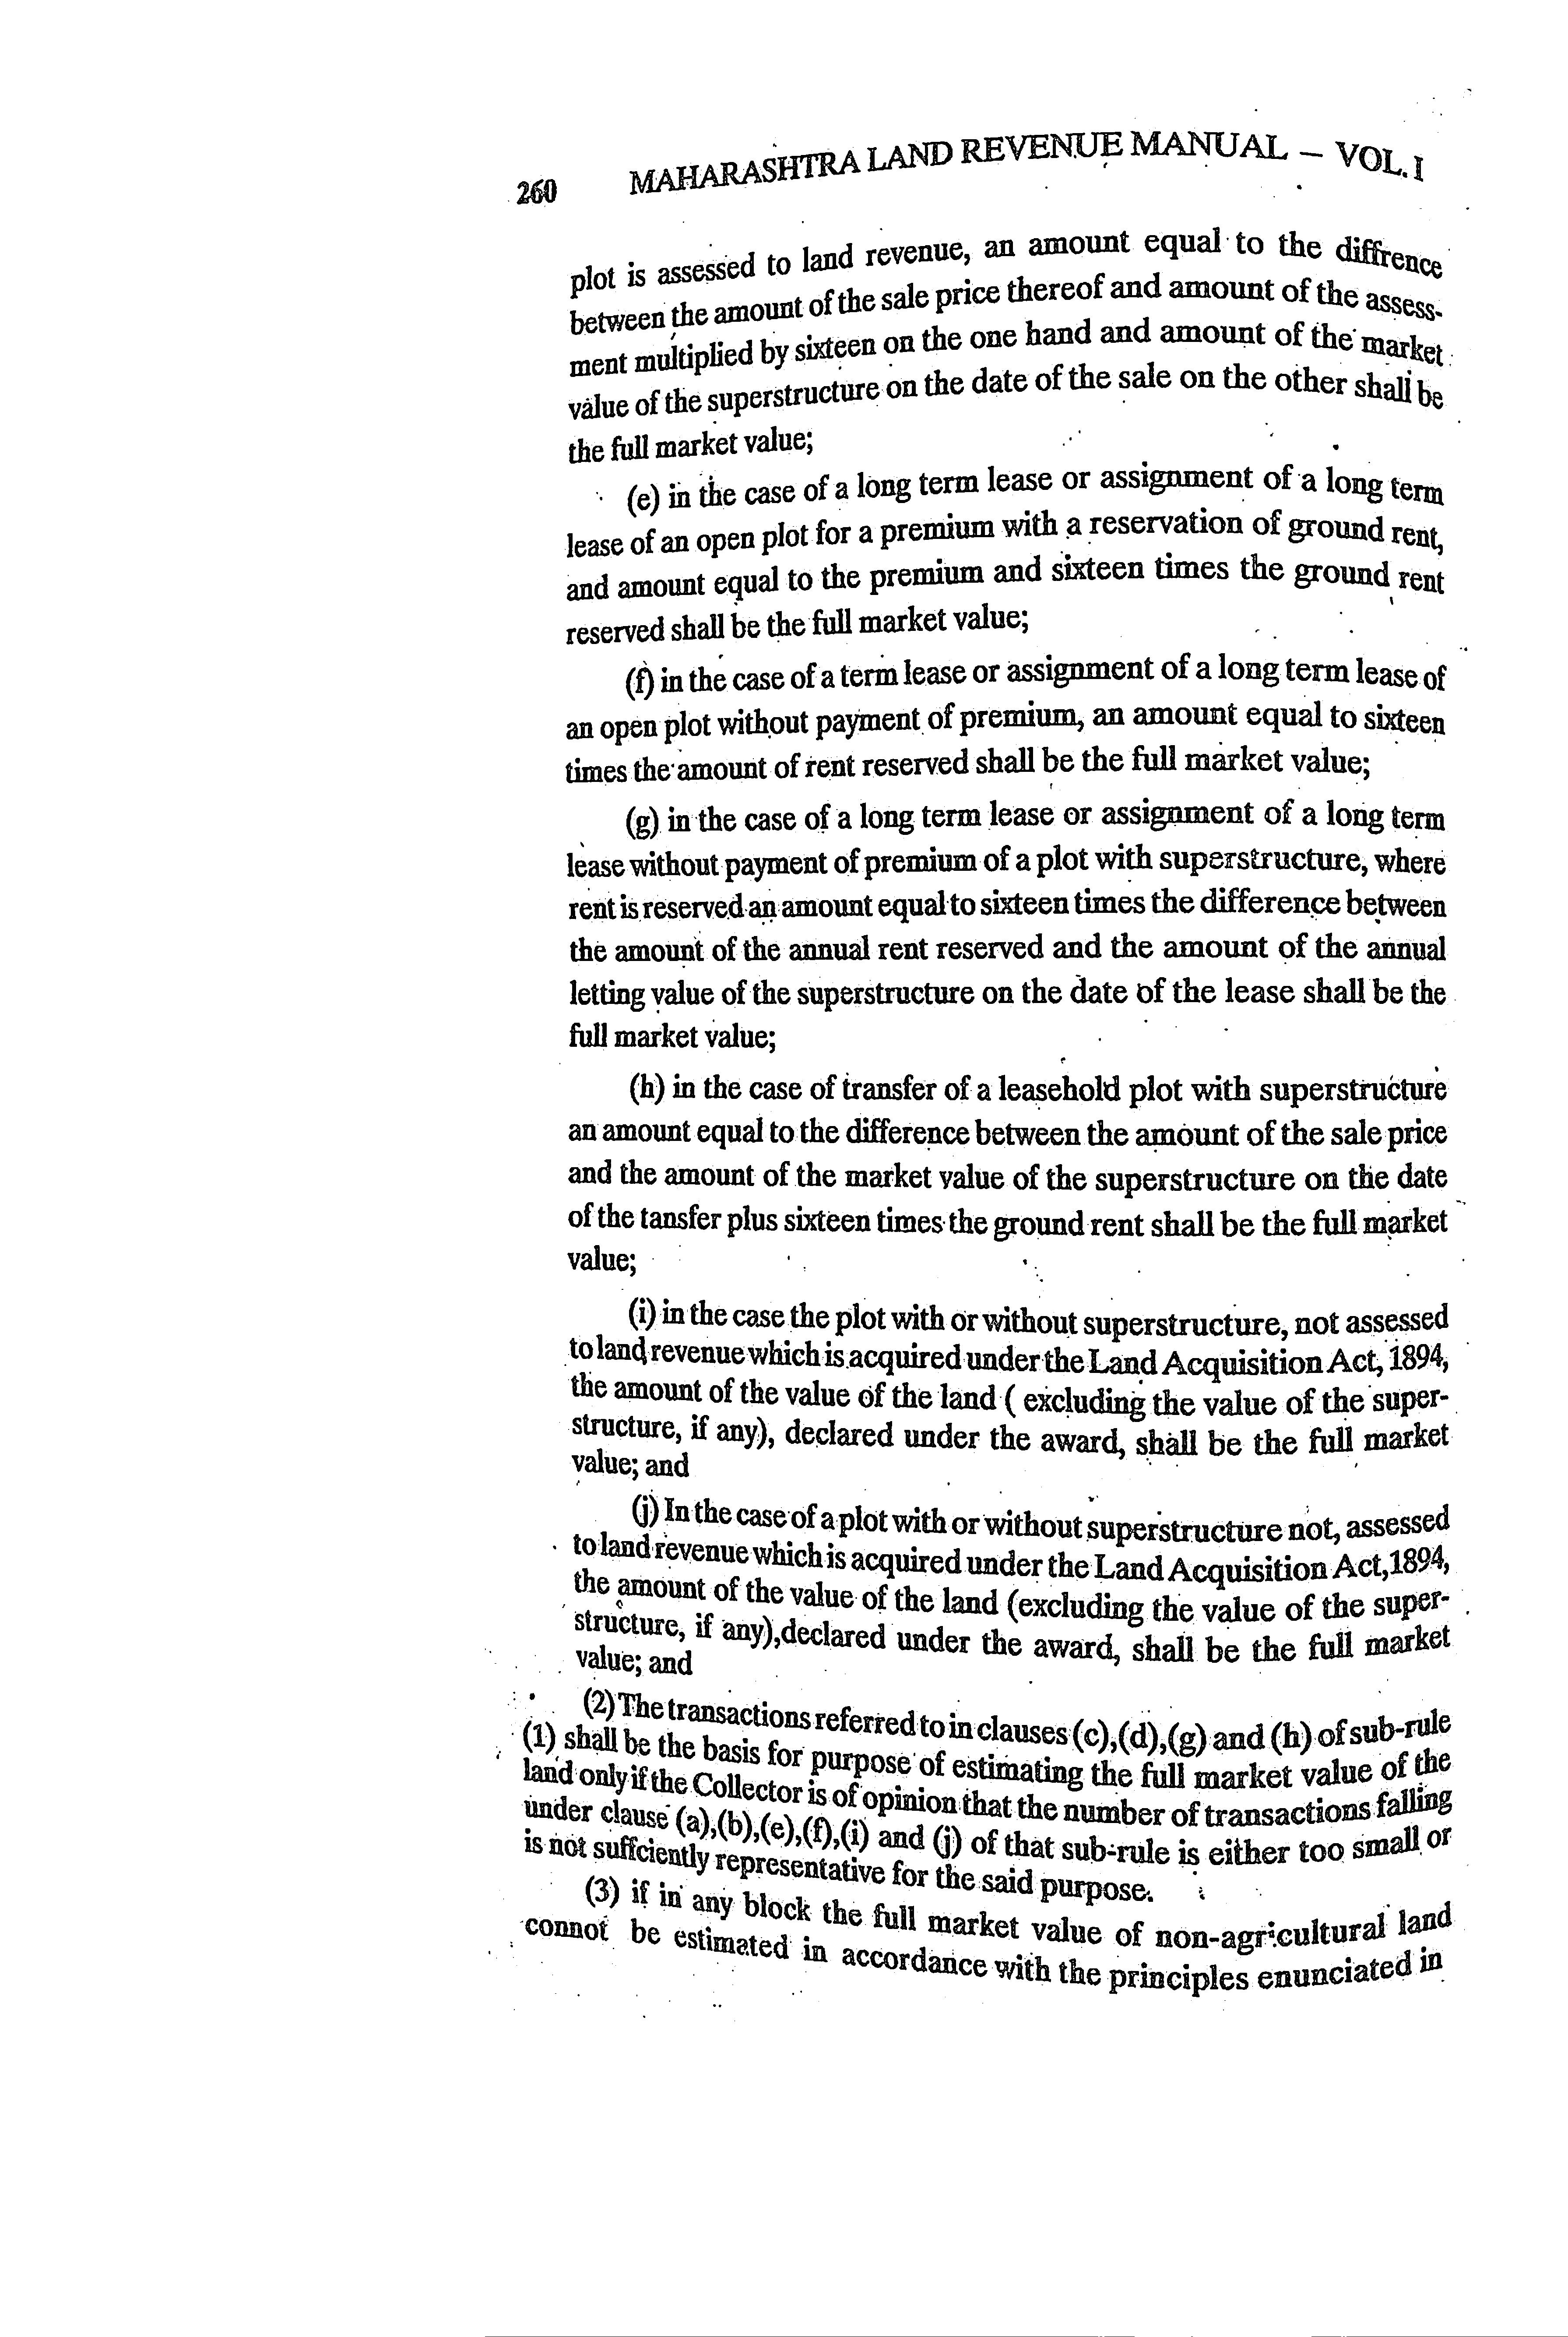 260 MAHARASHTRA LAND REVENUE MANUAL – VOL. I
plot is assessed to land revenue, an amount equal to the diffrence
between the amount of the sale price thereof and amount of the assess-
ment multiplied by sixteen on the one hand and amount of the market
value of the superstructure on the date of the sale on the other shall be
the full market value;
(e) in the case of a long term lease or assignment of a long term
lease of an open plot for a premium with a reservation of ground rent,
and amount equal to the premium and sixteen times the ground rent
reserved shall be the full market value;
(f) in the case of a term lease or assignment of a long term lease of
an open plot without payment of premium, an amount equal to sixteen
times the amount of rent reserved shall be the full market value;
(g) in the case of a long term lease or assignment of a long term
lease without payment of premium of a plot with superstructure, where
rent is reserved an amount equal to sixteen times the difference between
the amount of the annual rent reserved and the amount of the annual
letting value of the superstructure on the date of the lease shall be the
full market value;
(h) in the case of transfer of a leasehold plot with superstructure
an amount equal to the difference between the amount of the sale price
and the amount of the market value of the superstructure on the date
of the tansfer plus sixteen times the ground rent shall be the full market
value;
(i) in the case the plot with or without superstructure, not assessed
to land revenue which is acquired under the Land Acquisition Act, 1894,
the amount of the value of the land ( excluding the value of the super-
structure, if any), declared under the award, shall be the full market
value; and
(j) In the case of a plot with or without superstructure not, assessed
to land revenue which is acquired under the Land Acquisition Act,1894,
the amount of the value of the land (excluding the value of the super-
structure, if any),declared under the award, shall be the full market
value; and
(2) The transactions referred to in clauses (c),(d),(g) and (h) of sub-rule
(1) shall be the basis for purpose of estimating the full market value of the
land only if the Collector is of opinion that the number of transactions falling
under clause (a),(b),(e),(f),(i) and (j) of that sub-rule is either too small or
is not suffciently representative for the said purpose.
(3) if in any block the full market value of non-agricultural land
connot be estimated in accordance with the principles enunciated in